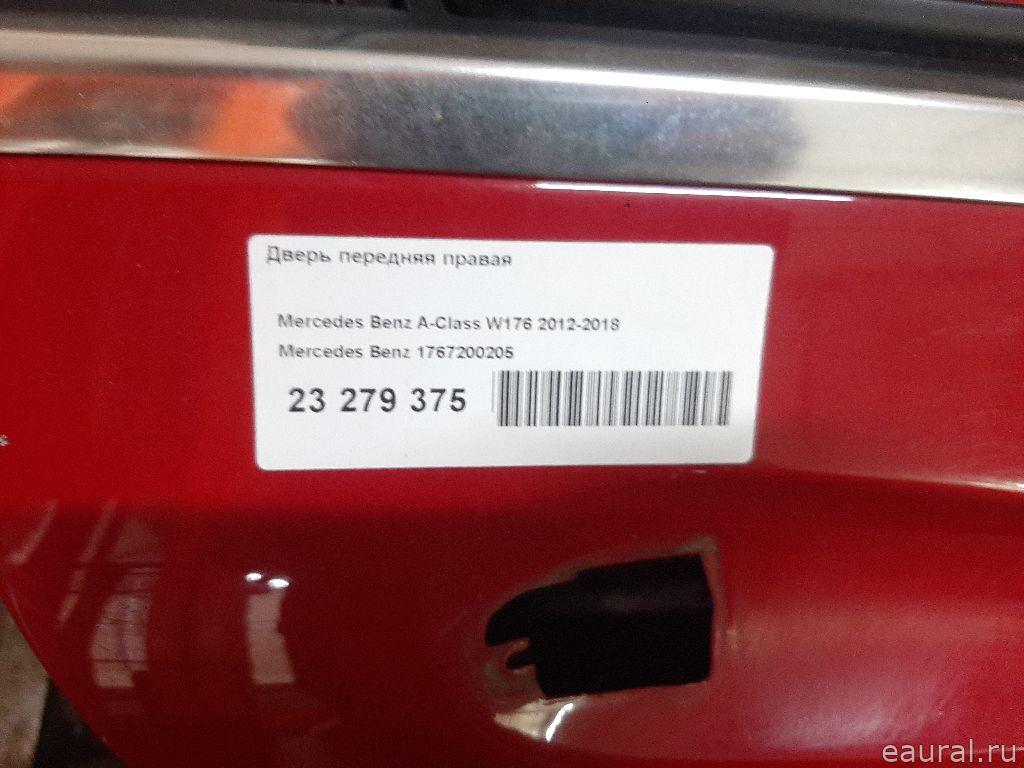 Дверь передняя правая
Mercedes Benz A-Class W176 2012-2018
Mercedes Benz 1767200205
23 279 375
eaural.ru